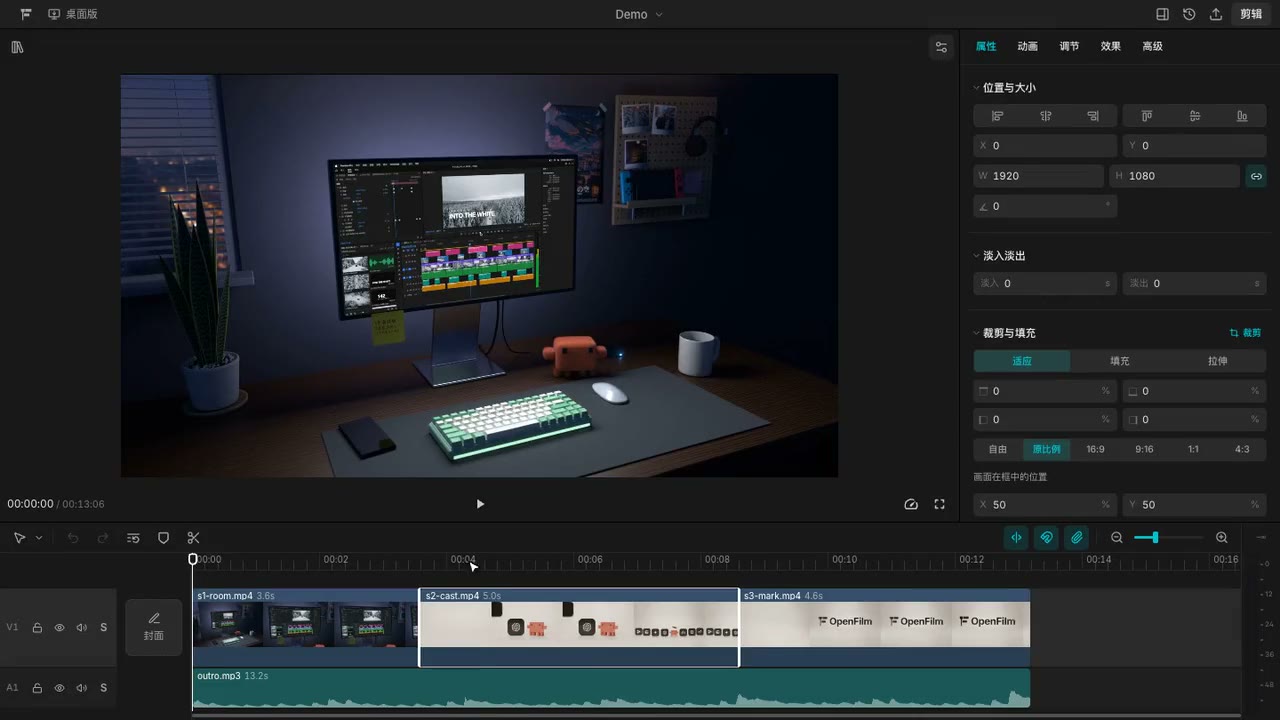 桌面版
Demo
剪辑
属性 动画 调节 效果 高级
位置与大小
X 0 Y 0
W 1920 H 1080
0 °
淡入淡出
淡入 0 s 淡出 0 s
裁剪与填充 裁剪
适应 填充 拉伸
0 % 0 %
0 % 0 %
自由 原比例 16:9 9:16 1:1 4:3
画面在框中的位置
X 50 % Y 50 %
INTO THE WHITE
00:00:00 / 00:13:06
00:00 00:02 00:04 00:06 00:08 00:10 00:12 00:14 00:16
V1 S
封面
s1-room.mp4 3.6s
s2-cast.mp4 5.0s
s3-mark.mp4 4.6s
OpenFilm OpenFilm OpenFilm
A1 S
outro.mp3 13.2s
-0
-12
-24
-36
-48